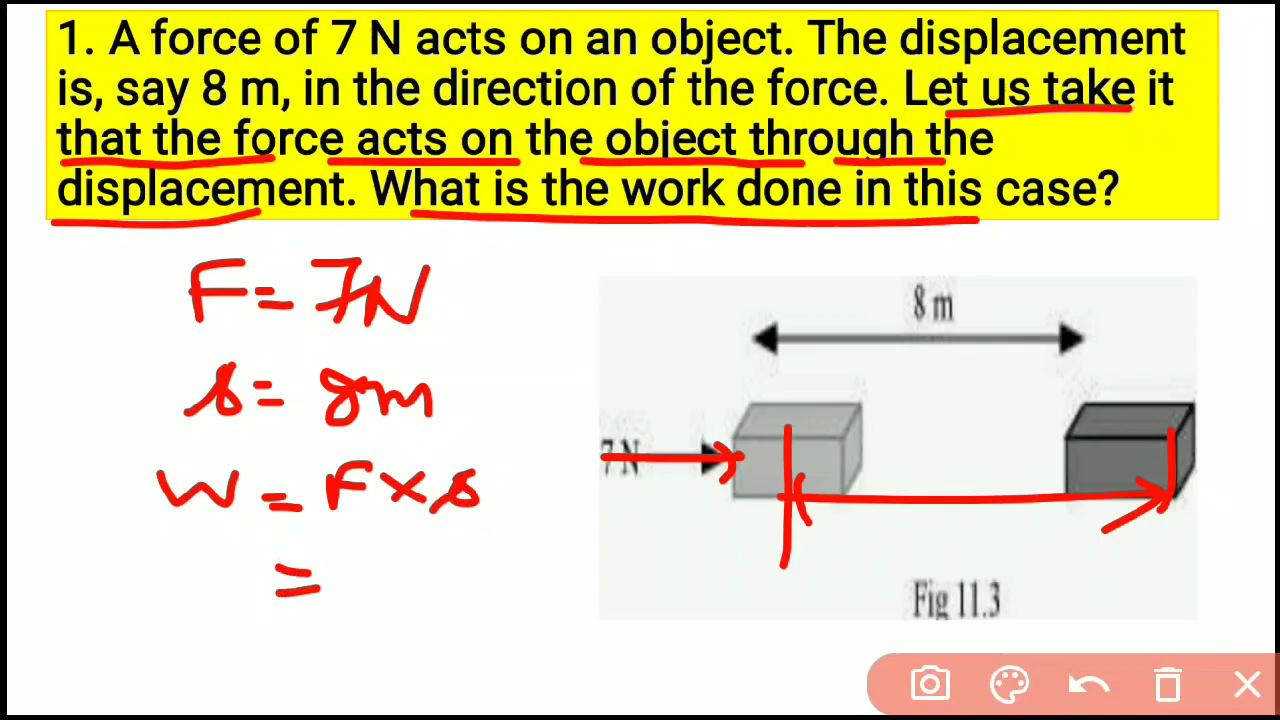 1. A force of 7 N acts on an object. The displacement
is, say 8 m, in the direction of the force. Let us take it
that the force acts on the object through the
displacement. What is the work done in this case?
F = 7N
s = 8m
W = F × s
=
8 m
7 N
Fig 11.3